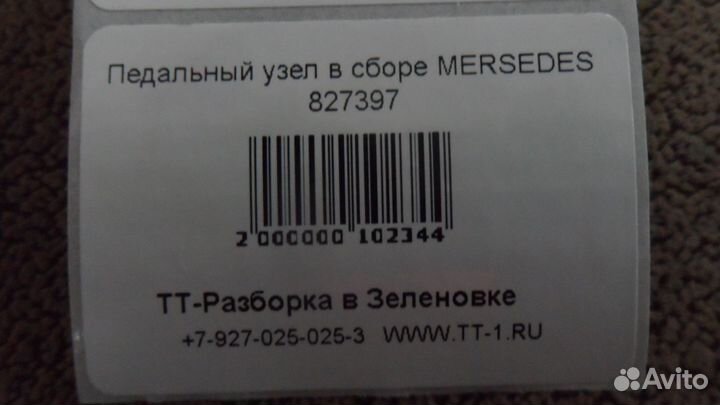 Педальный узел в сборе MERSEDES
827397
2 000000 102344
ТТ-Разборка в Зеленовке
+7-927-025-025-3 WWW.TT-1.RU
Avito